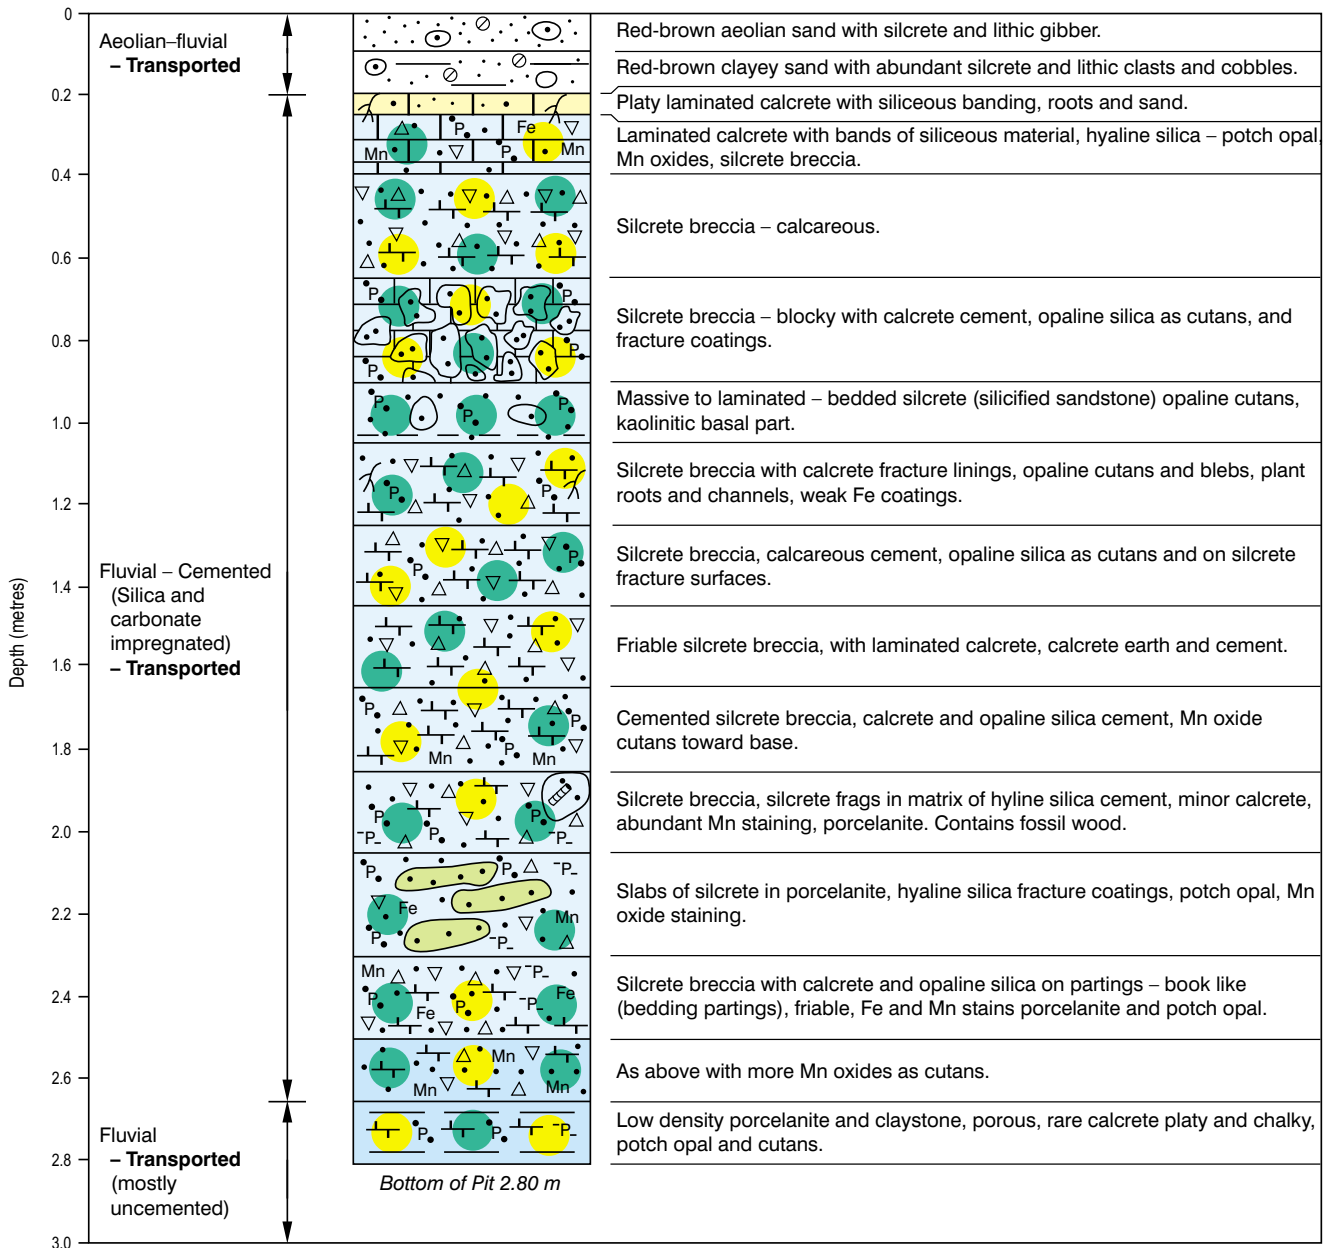 0
0.2
0.4
0.6
0.8
1.0
1.2
1.4
1.6
1.8
2.0
2.2
2.4
2.6
2.8
3.0
Depth (metres)
Aeolian–fluvial
– Transported
Fluvial – Cemented
(Silica and
carbonate
impregnated)
– Transported
Fluvial
– Transported
(mostly
uncemented)
P Fe
Mn P Mn
P P
P P
P P
P P
P P
P P
P P
Mn P Mn
P P
P P
P P
P P
Fe Mn
P P
Mn P
P P P Fe
Fe
Mn
Mn Mn
P P P
Bottom of Pit 2.80 m
Red-brown aeolian sand with silcrete and lithic gibber.
Red-brown clayey sand with abundant silcrete and lithic clasts and cobbles.
Platy laminated calcrete with siliceous banding, roots and sand.
Laminated calcrete with bands of siliceous material, hyaline silica – potch opal,
Mn oxides, silcrete breccia.
Silcrete breccia – calcareous.
Silcrete breccia – blocky with calcrete cement, opaline silica as cutans, and
fracture coatings.
Massive to laminated – bedded silcrete (silicified sandstone) opaline cutans,
kaolinitic basal part.
Silcrete breccia with calcrete fracture linings, opaline cutans and blebs, plant
roots and channels, weak Fe coatings.
Silcrete breccia, calcareous cement, opaline silica as cutans and on silcrete
fracture surfaces.
Friable silcrete breccia, with laminated calcrete, calcrete earth and cement.
Cemented silcrete breccia, calcrete and opaline silica cement, Mn oxide
cutans toward base.
Silcrete breccia, silcrete frags in matrix of hyline silica cement, minor calcrete,
abundant Mn staining, porcelanite. Contains fossil wood.
Slabs of silcrete in porcelanite, hyaline silica fracture coatings, potch opal, Mn
oxide staining.
Silcrete breccia with calcrete and opaline silica on partings – book like
(bedding partings), friable, Fe and Mn stains porcelanite and potch opal.
As above with more Mn oxides as cutans.
Low density porcelanite and claystone, porous, rare calcrete platy and chalky,
potch opal and cutans.